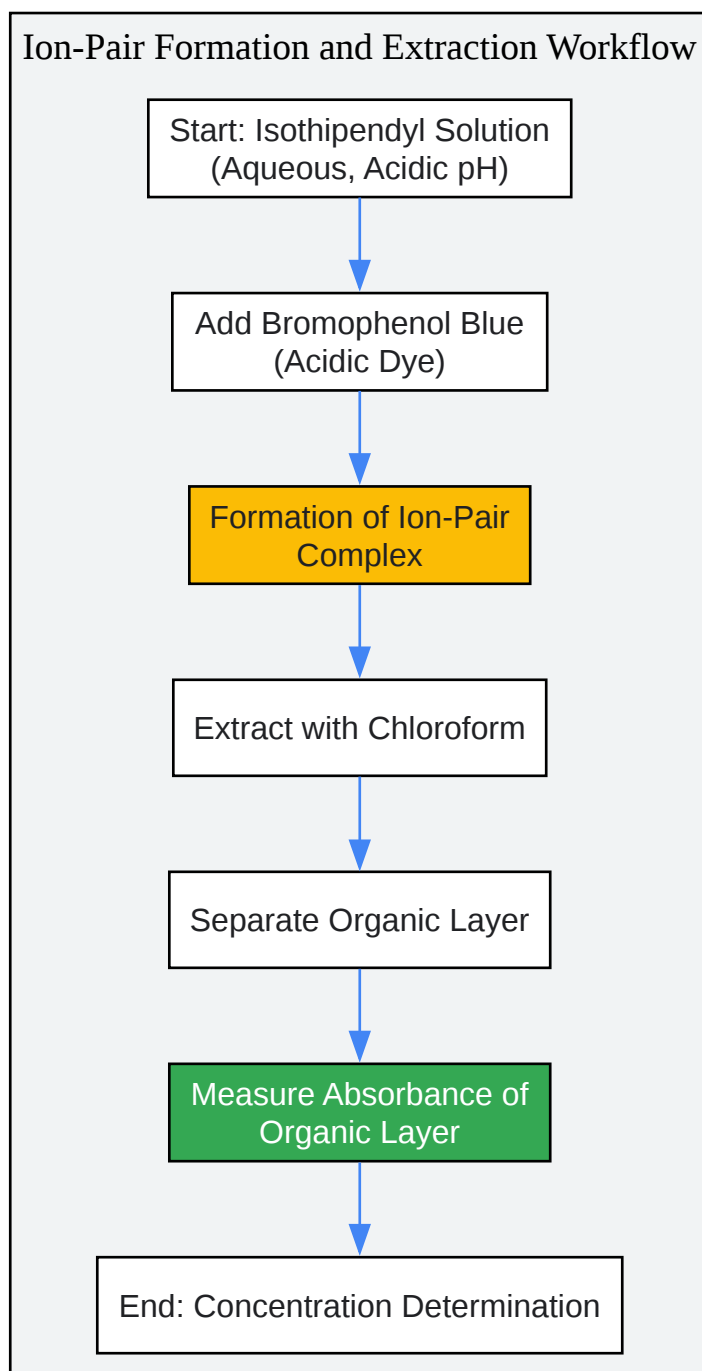 Ion-Pair Formation and Extraction Workflow
Start: Isothipendyl Solution
(Aqueous, Acidic pH)
Add Bromophenol Blue
(Acidic Dye)
Formation of Ion-Pair
Complex
Extract with Chloroform
Separate Organic Layer
Measure Absorbance of
Organic Layer
End: Concentration Determination